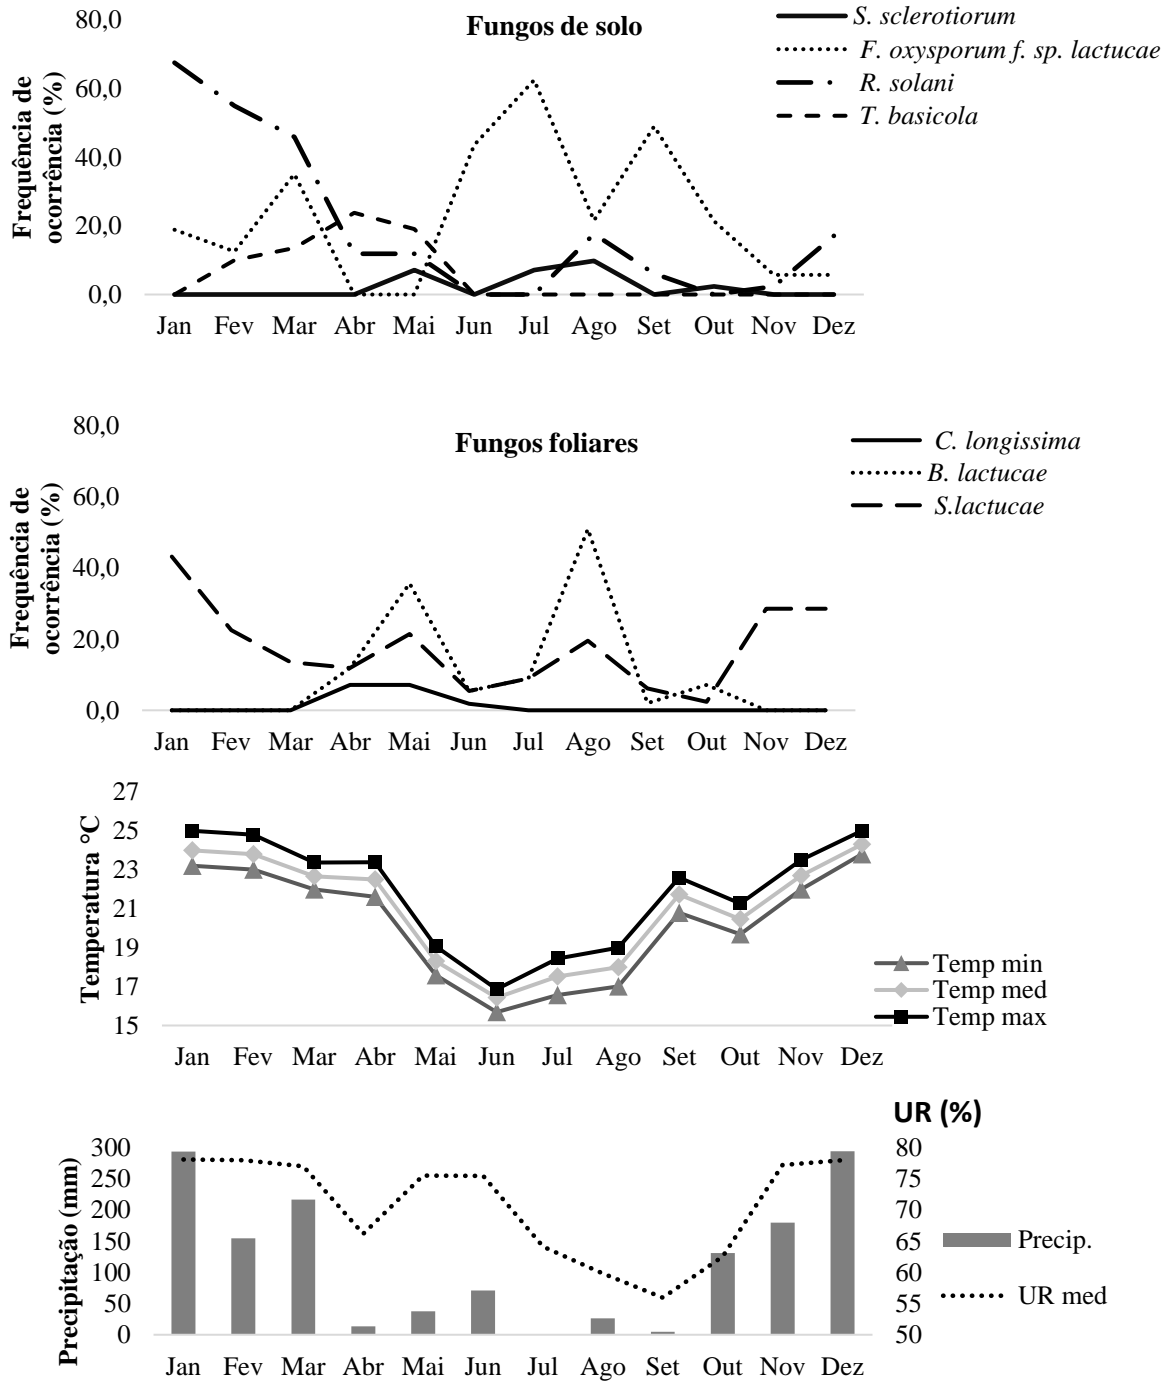 Fungos de solo
S. sclerotiorum
F. oxysporum f. sp. lactucae
R. solani
T. basicola
Frequência de
ocorrência (%)
80,0
60,0
40,0
20,0
0,0
Jan Fev Mar Abr Mai Jun Jul Ago Set Out Nov Dez
Fungos foliares
C. longissima
B. lactucae
S.lactucae
Frequência de
ocorrência (%)
80,0
60,0
40,0
20,0
0,0
Jan Fev Mar Abr Mai Jun Jul Ago Set Out Nov Dez
Temperatura °C
27
25
23
21
19
17
15
Temp min
Temp med
Temp max
Jan Fev Mar Abr Mai Jun Jul Ago Set Out Nov Dez
UR (%)
Precipitação (mm)
300
250
200
150
100
50
0
80
75
70
65
60
55
50
Precip.
UR med
Jan Fev Mar Abr Mai Jun Jul Ago Set Out Nov Dez